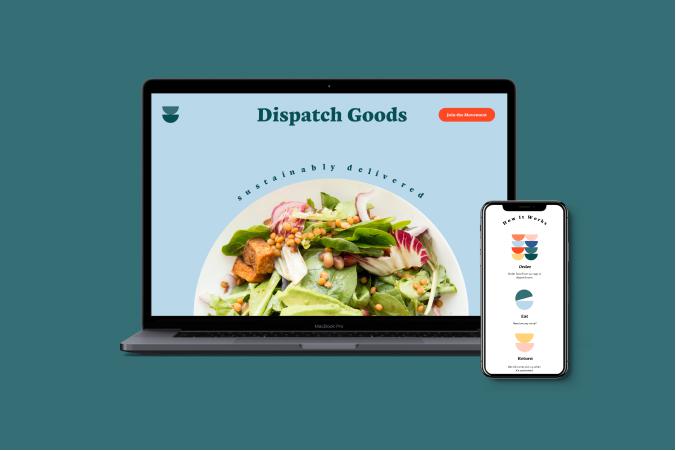 Dispatch Goods
Join the Movement
sustainably delivered
MacBook Pro
How It Works
Order
Eat
Return